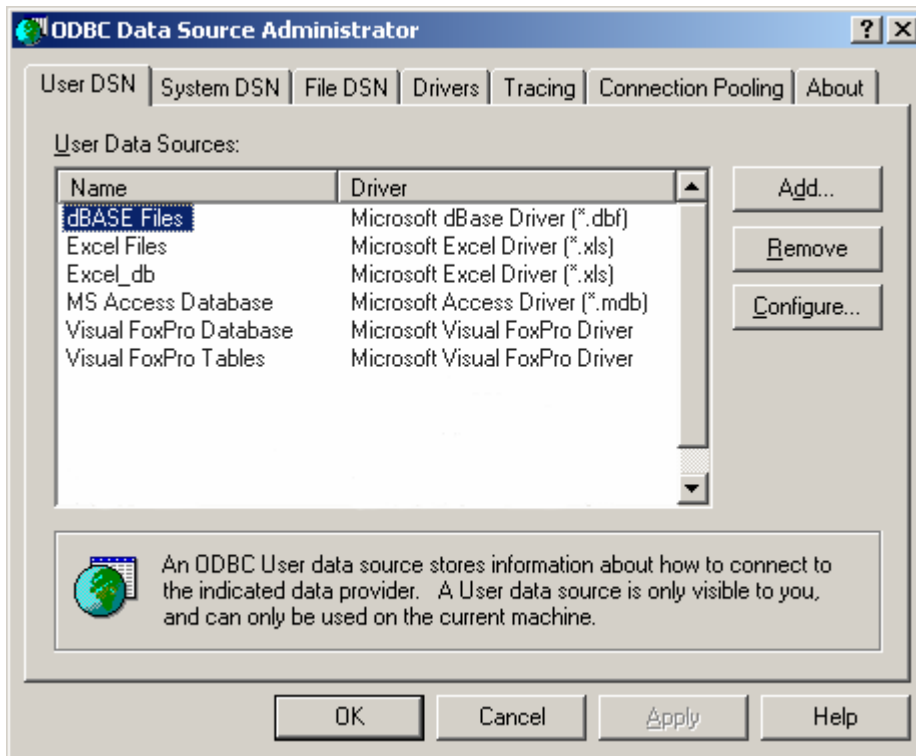 ODBC Data Source Administrator
User DSN System DSN File DSN Drivers Tracing Connection Pooling About
User Data Sources:
Name Driver
dBASE Files Microsoft dBase Driver (*.dbf)
Excel Files Microsoft Excel Driver (*.xls)
Excel_db Microsoft Excel Driver (*.xls)
MS Access Database Microsoft Access Driver (*.mdb)
Visual FoxPro Database Microsoft Visual FoxPro Driver
Visual FoxPro Tables Microsoft Visual FoxPro Driver
Add...
Remove
Configure...
An ODBC User data source stores information about how to connect to
the indicated data provider. A User data source is only visible to you,
and can only be used on the current machine.
OK Cancel Apply Help